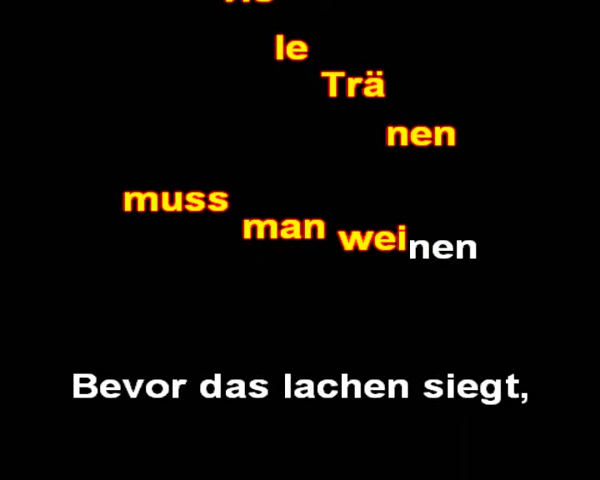 le
Trä
nen
muss man weinen
Bevor das lachen siegt,